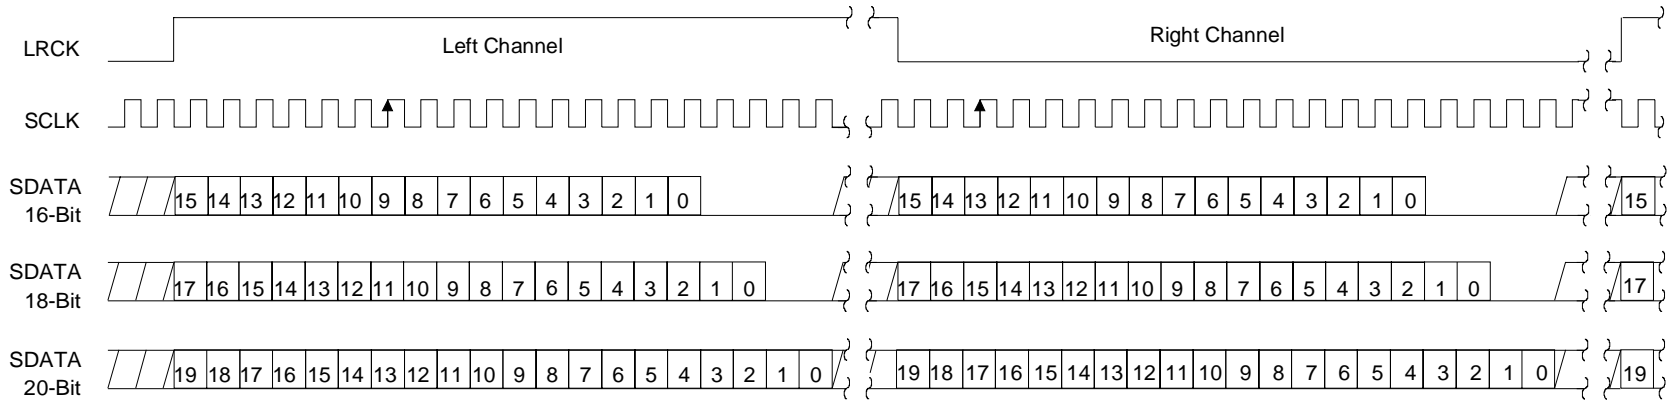 LRCK Left Channel Right Channel
SCLK
SDATA 16-Bit 15 14 13 12 11 10 9 8 7 6 5 4 3 2 1 0 15 14 13 12 11 10 9 8 7 6 5 4 3 2 1 0 15
SDATA 18-Bit 17 16 15 14 13 12 11 10 9 8 7 6 5 4 3 2 1 0 17 16 15 14 13 12 11 10 9 8 7 6 5 4 3 2 1 0 17
SDATA 20-Bit 19 18 17 16 15 14 13 12 11 10 9 8 7 6 5 4 3 2 1 0 19 18 17 16 15 14 13 12 11 10 9 8 7 6 5 4 3 2 1 0 19